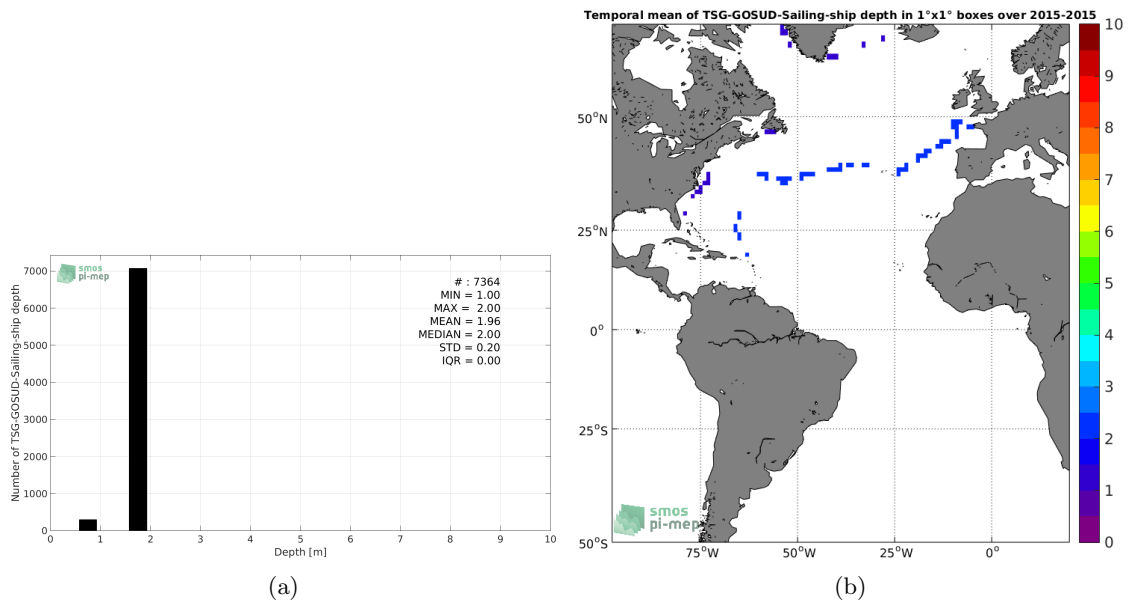 smos
pi-mep
Number of TSG-GOSUD-Sailing-ship depth
7000
6000
5000
4000
3000
2000
1000
0
# : 7364
MIN = 1.00
MAX = 2.00
MEAN = 1.96
MEDIAN = 2.00
STD = 0.20
IQR = 0.00
0 1 2 3 4 5 6 7 8 9 10
Depth [m]
(a)
Temporal mean of TSG-GOSUD-Sailing-ship depth in 1°x1° boxes over 2015-2015
50°N
25°N
0°
25°S
50°S
75°W 50°W 25°W 0°
smos
pi-mep
10
9
8
7
6
5
4
3
2
1
0
(b)